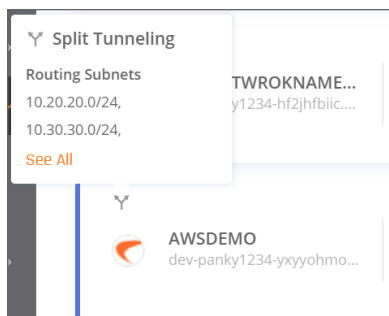 Split Tunneling
Routing Subnets
10.20.20.0/24,
10.30.30.0/24,
See All
TWROKNAME...
y1234-hf2jhfbiic....
AWSDEMO
dev-panky1234-yxyyohmo...